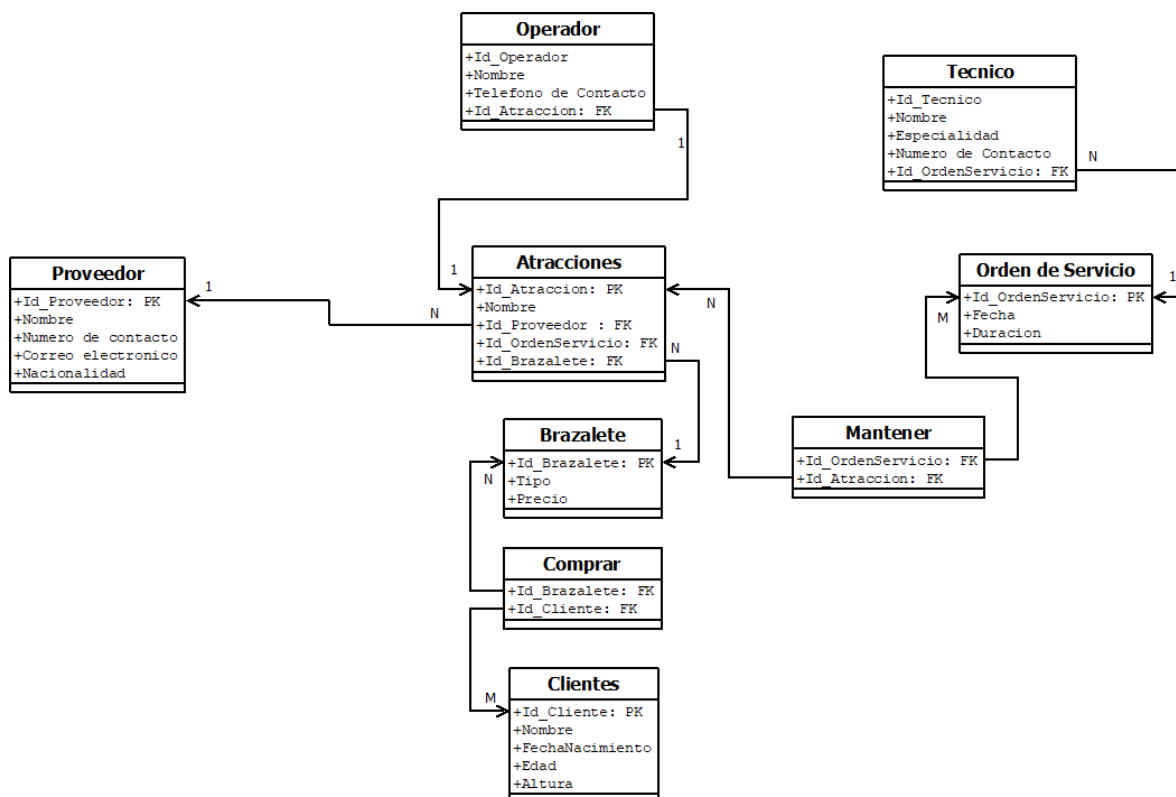 Operador
+Id_Operador
+Nombre
+Telefono de Contacto
+Id_Atraccion: FK
1
1
Tecnico
+Id_Tecnico
+Nombre
+Especialidad
+Numero de Contacto
+Id_OrdenServicio: FK
N
1
Proveedor
+Id_Proveedor: PK
+Nombre
+Numero de contacto
+Correo electronico
+Nacionalidad
1
N
Atracciones
+Id_Atraccion: PK
+Nombre
+Id_Proveedor : FK
+Id_OrdenServicio: FK
+Id_Brazalete: FK
N
1
N
Orden de Servicio
+Id_OrdenServicio: PK
+Fecha
+Duracion
M
Brazalete
+Id_Brazalete: PK
+Tipo
+Precio
N
Mantener
+Id_OrdenServicio: FK
+Id_Atraccion: FK
Comprar
+Id_Brazalete: FK
+Id_Cliente: FK
M
Clientes
+Id_Cliente: PK
+Nombre
+FechaNacimiento
+Edad
+Altura